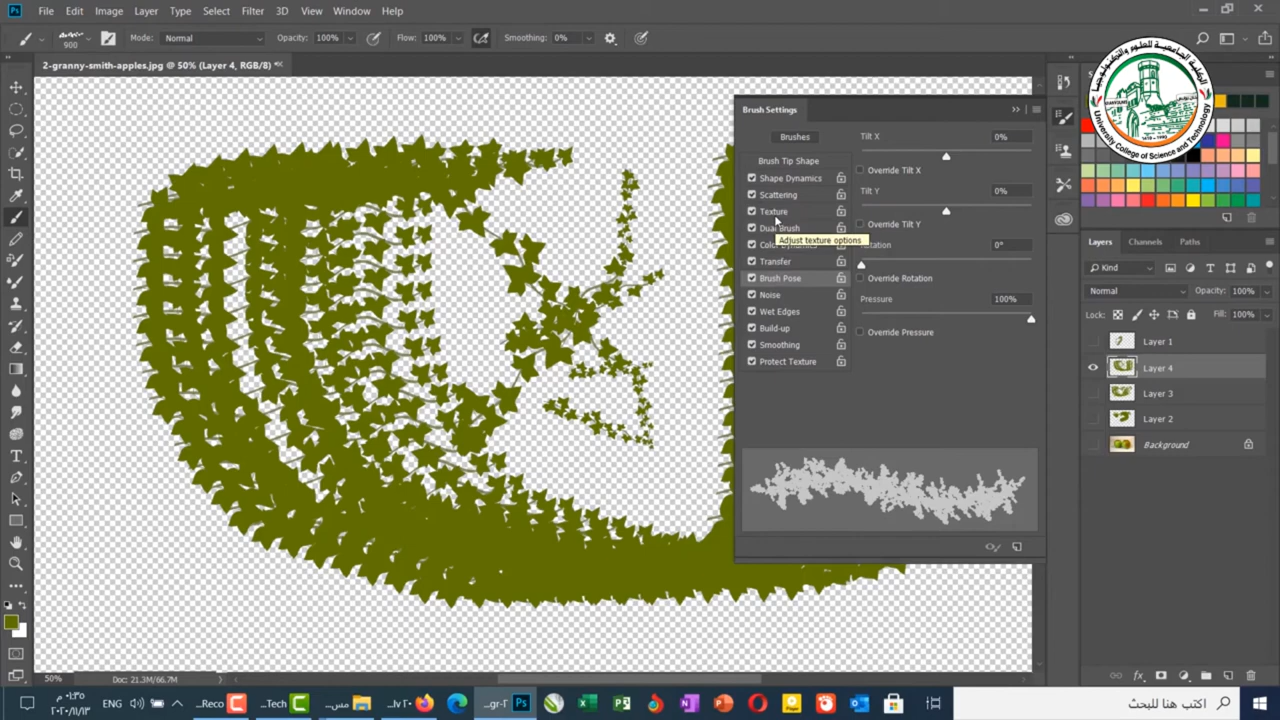 File Edit Image Layer Type Select Filter 3D View Window Help
900 Mode: Normal Opacity: 100% Flow: 100% Smoothing: 0%
2-granny-smith-apples.jpg @ 50% (Layer 4, RGB/8) *
University College of Science and Technology
Brush Settings
Brushes
Brush Tip Shape
Shape Dynamics
Scattering
Texture
Dual Brush
Adjust texture options
Transfer
Brush Pose
Noise
Wet Edges
Build-up
Smoothing
Protect Texture
Tilt X 0%
Override Tilt X
Tilt Y 0%
Override Tilt Y
0°
Override Rotation
Pressure 100%
Override Pressure
Layers Channels Paths
Kind
Normal Opacity: 100%
Lock: Fill: 100%
Layer 1
Layer 4
Layer 3
Layer 2
Background
50% Doc: 21.3M/66.7M
ENG
...Reco
...Tech
اكتب هنا للبحث